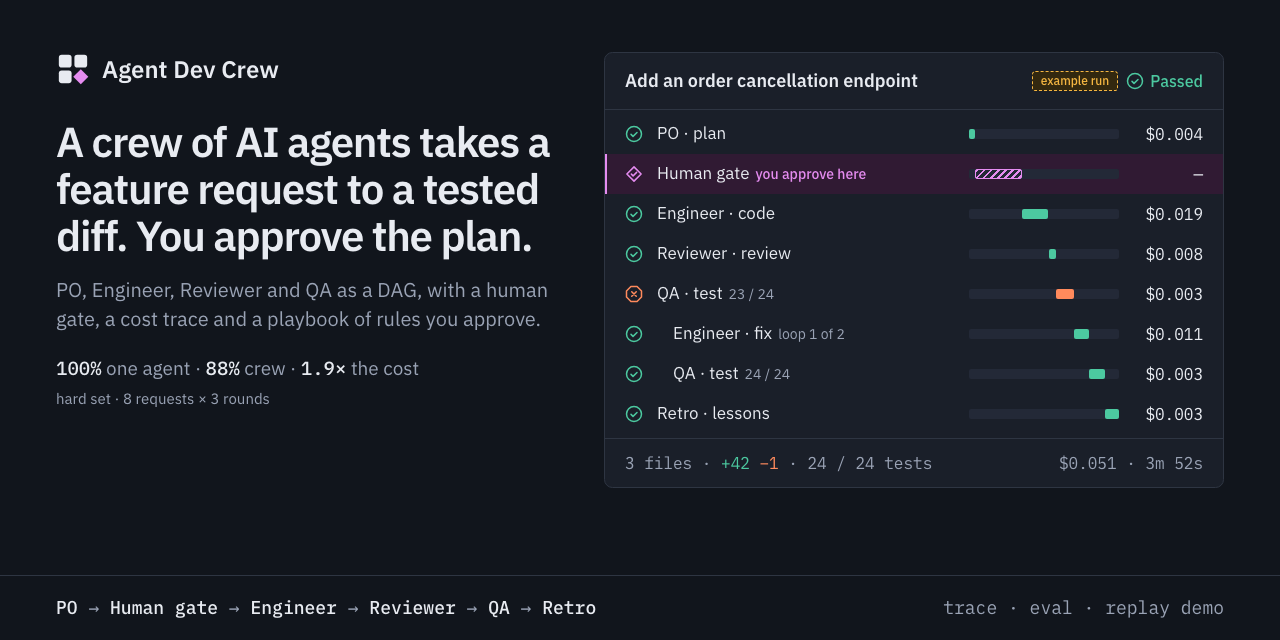 Agent Dev Crew
A crew of AI agents takes a
feature request to a tested
diff. You approve the plan.
PO, Engineer, Reviewer and QA as a DAG, with a human
gate, a cost trace and a playbook of rules you approve.
100% one agent · 88% crew · 1.9× the cost
hard set · 8 requests × 3 rounds
Add an order cancellation endpoint example run Passed
PO · plan $0.004
Human gate you approve here —
Engineer · code $0.019
Reviewer · review $0.008
QA · test 23 / 24 $0.003
Engineer · fix loop 1 of 2 $0.011
QA · test 24 / 24 $0.003
Retro · lessons $0.003
3 files · +42 −1 · 24 / 24 tests $0.051 · 3m 52s
PO → Human gate → Engineer → Reviewer → QA → Retro
trace · eval · replay demo